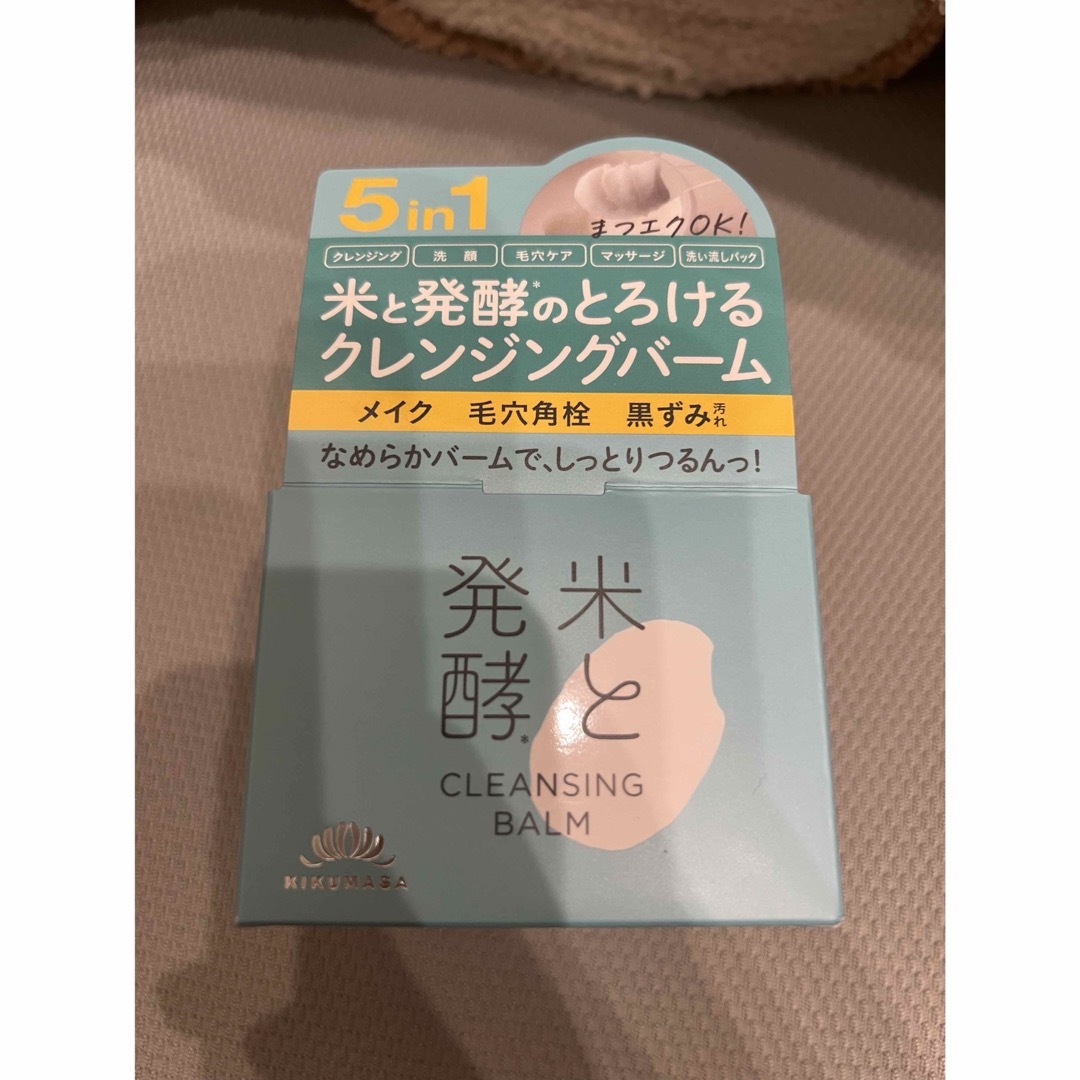 5in1
まつエクOK!
クレンジング 洗顔 毛穴ケア マッサージ 洗い流しパック
米と発酵*のとろける
クレンジングバーム
メイク 毛穴角栓 黒ずみ汚れ
なめらかバームで、しっとりつるんっ!
米と
発酵*
CLEANSING
BALM
KIKUMASA